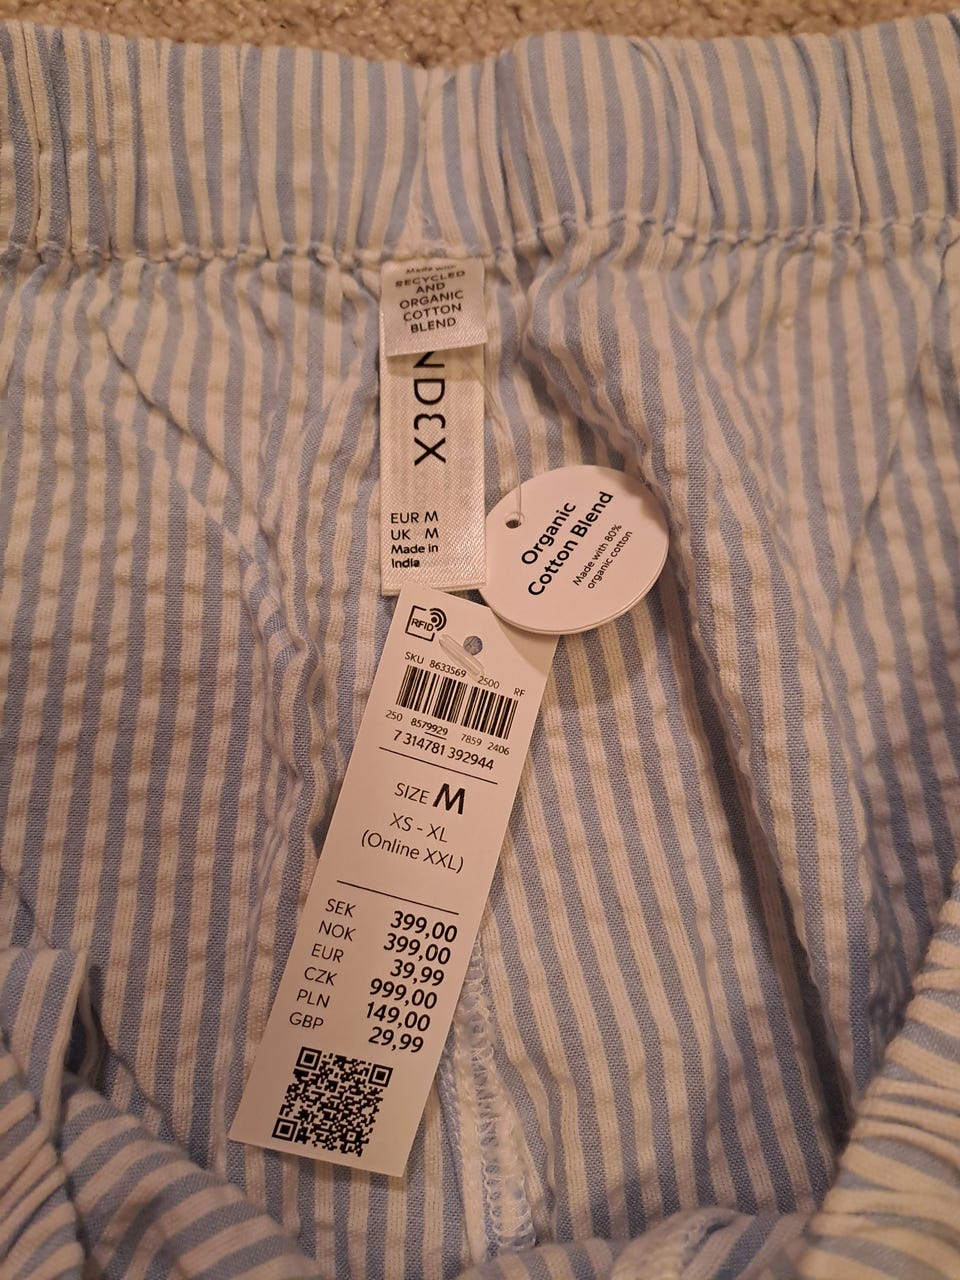 Made with
RECYCLED
AND
ORGANIC
COTTON
BLEND
NDEX
EUR M
UK M
Made in
India
Organic
Cotton Blend
Made with 80%
organic cotton
RFID
SKU 8633569 2500 RF
250 8579929 7859 2406
7 314781 392944
SIZE M
XS - XL
(Online XXL)
SEK 399,00
NOK 399,00
EUR 39,99
CZK 999,00
PLN 149,00
GBP 29,99